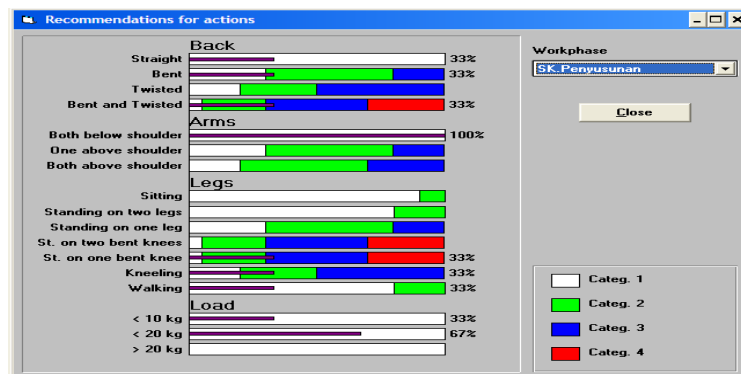 Recommendations for actions
Back
Straight 33%
Bent 33%
Twisted
Bent and Twisted 33%
Arms
Both below shoulder 100%
One above shoulder
Both above shoulder
Legs
Sitting
Standing on two legs
Standing on one leg
St. on two bent knees
St. on one bent knee 33%
Kneeling 33%
Walking 33%
Load
< 10 kg 33%
< 20 kg 67%
> 20 kg
Workphase
SK.Penyusunan
Close
Categ. 1
Categ. 2
Categ. 3
Categ. 4